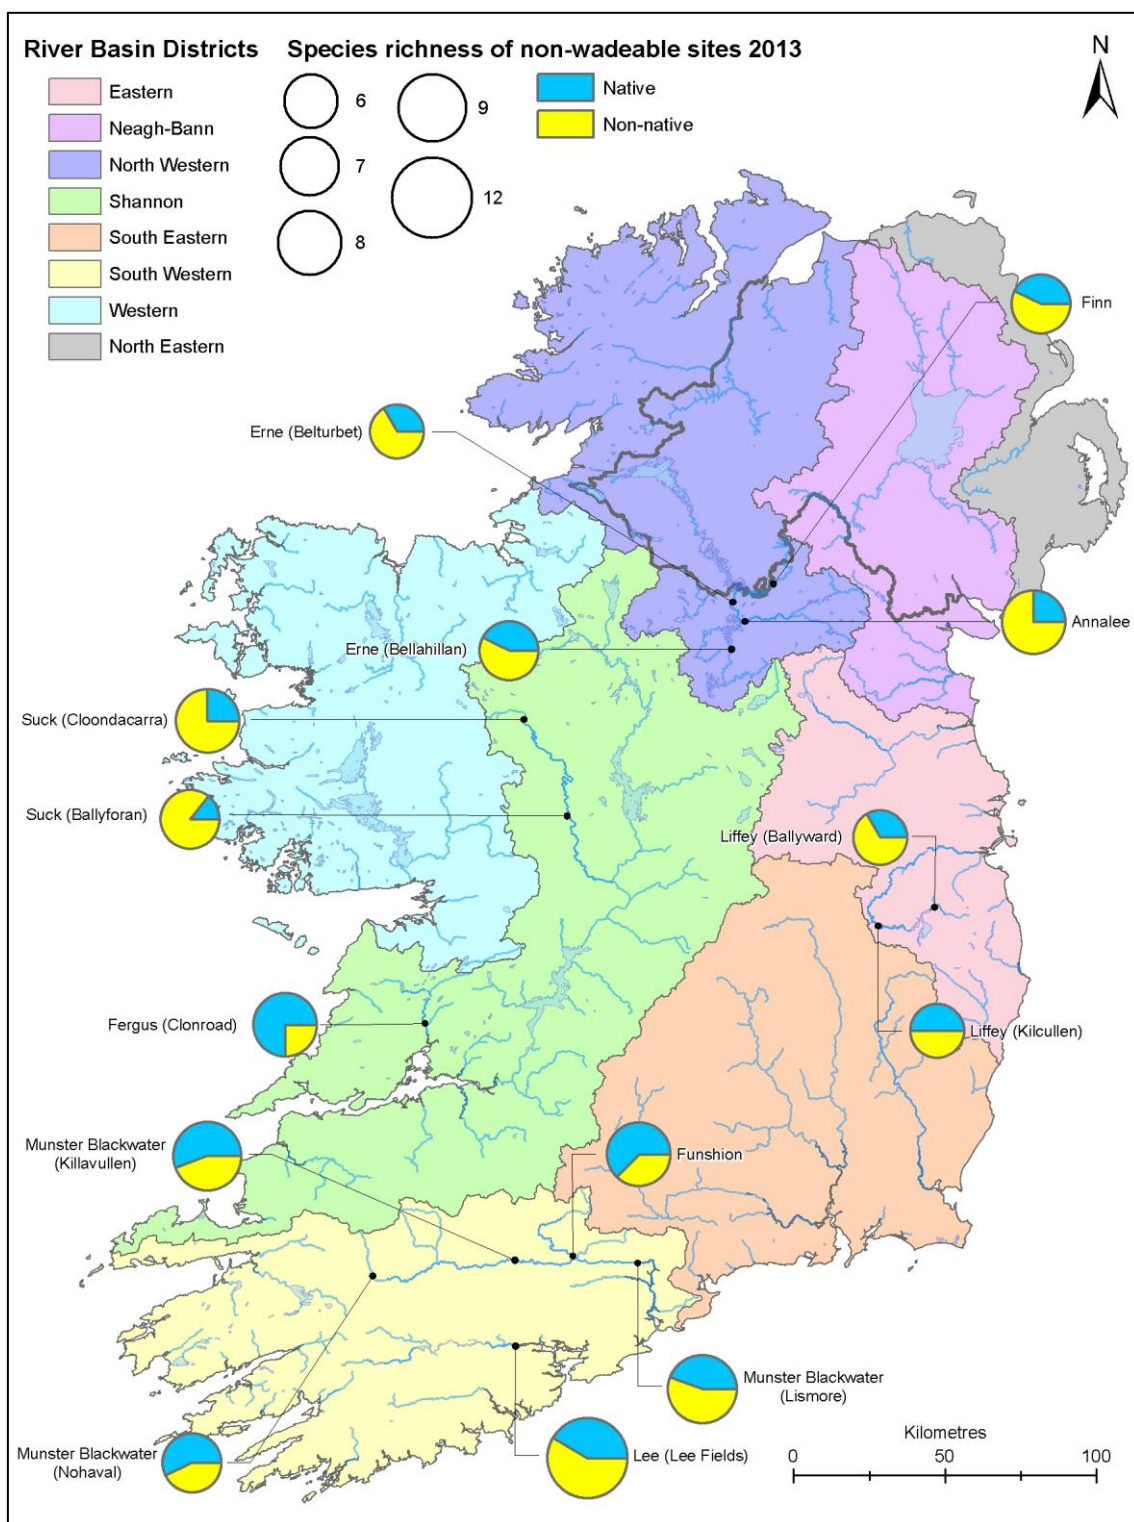 River Basin Districts
Eastern
Neagh-Bann
North Western
Shannon
South Eastern
South Western
Western
North Eastern
Species richness of non-wadeable sites 2013
6
7
8
9
12
Native
Non-native
N
Finn
Erne (Belturbet)
Annalee
Erne (Bellahillan)
Suck (Cloondacarra)
Suck (Ballyforan)
Liffey (Ballyward)
Fergus (Clonroad)
Liffey (Kilcullen)
Munster Blackwater
(Killavullen)
Funshion
Munster Blackwater
(Lismore)
Munster Blackwater
(Nohaval)
Lee (Lee Fields)
Kilometres
0 50 100